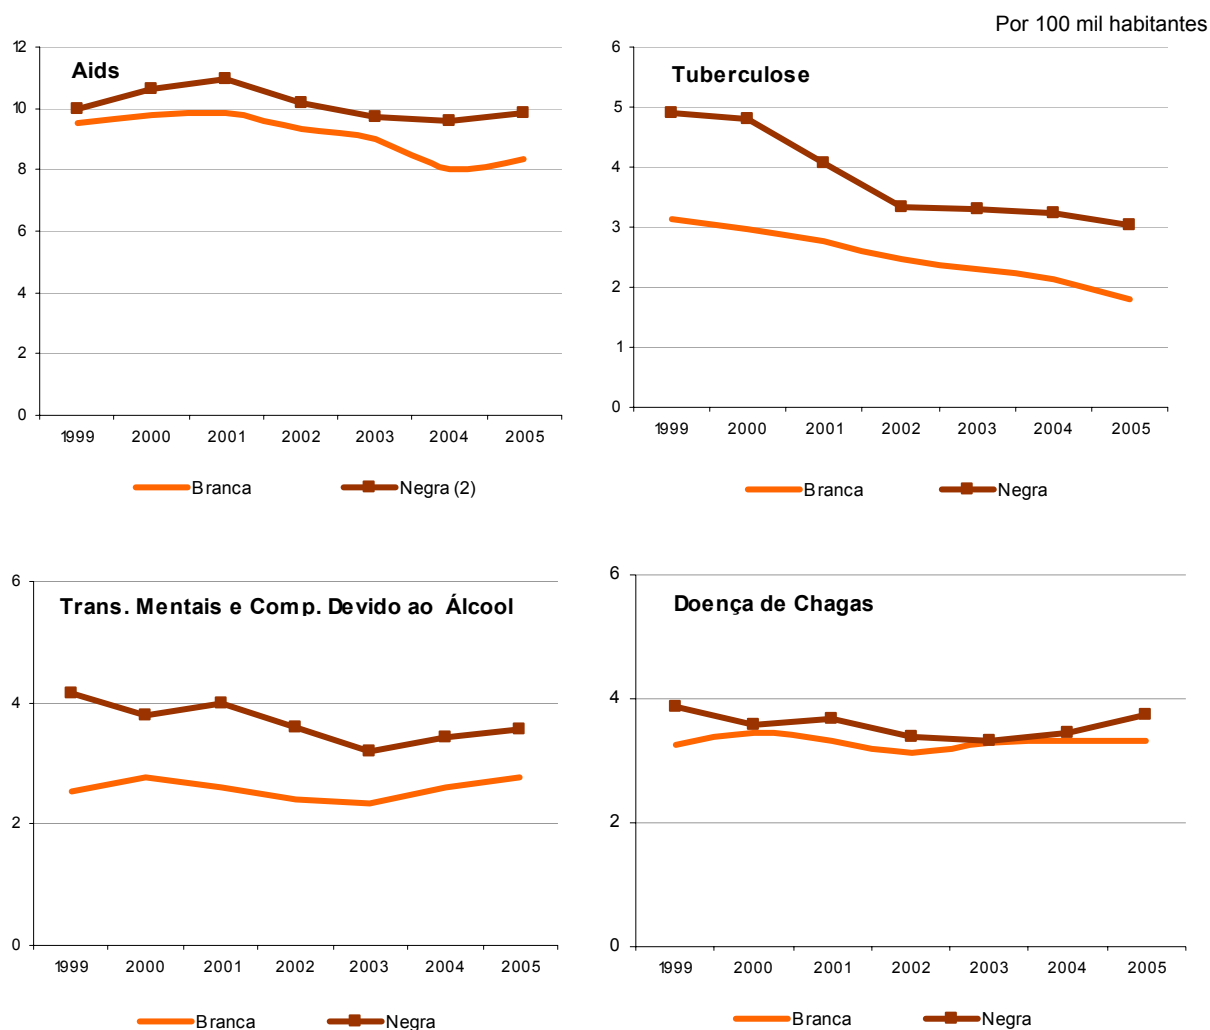 Por 100 mil habitantes
Aids
12
10
8
6
4
2
0
1999 2000 2001 2002 2003 2004 2005
Branca Negra (2)
Tuberculose
6
5
4
3
2
1
0
1999 2000 2001 2002 2003 2004 2005
Branca Negra
Trans. Mentais e Comp. Devido ao Álcool
6
4
2
0
1999 2000 2001 2002 2003 2004 2005
Branca Negra
Doença de Chagas
6
4
2
0
1999 2000 2001 2002 2003 2004 2005
Branca Negra